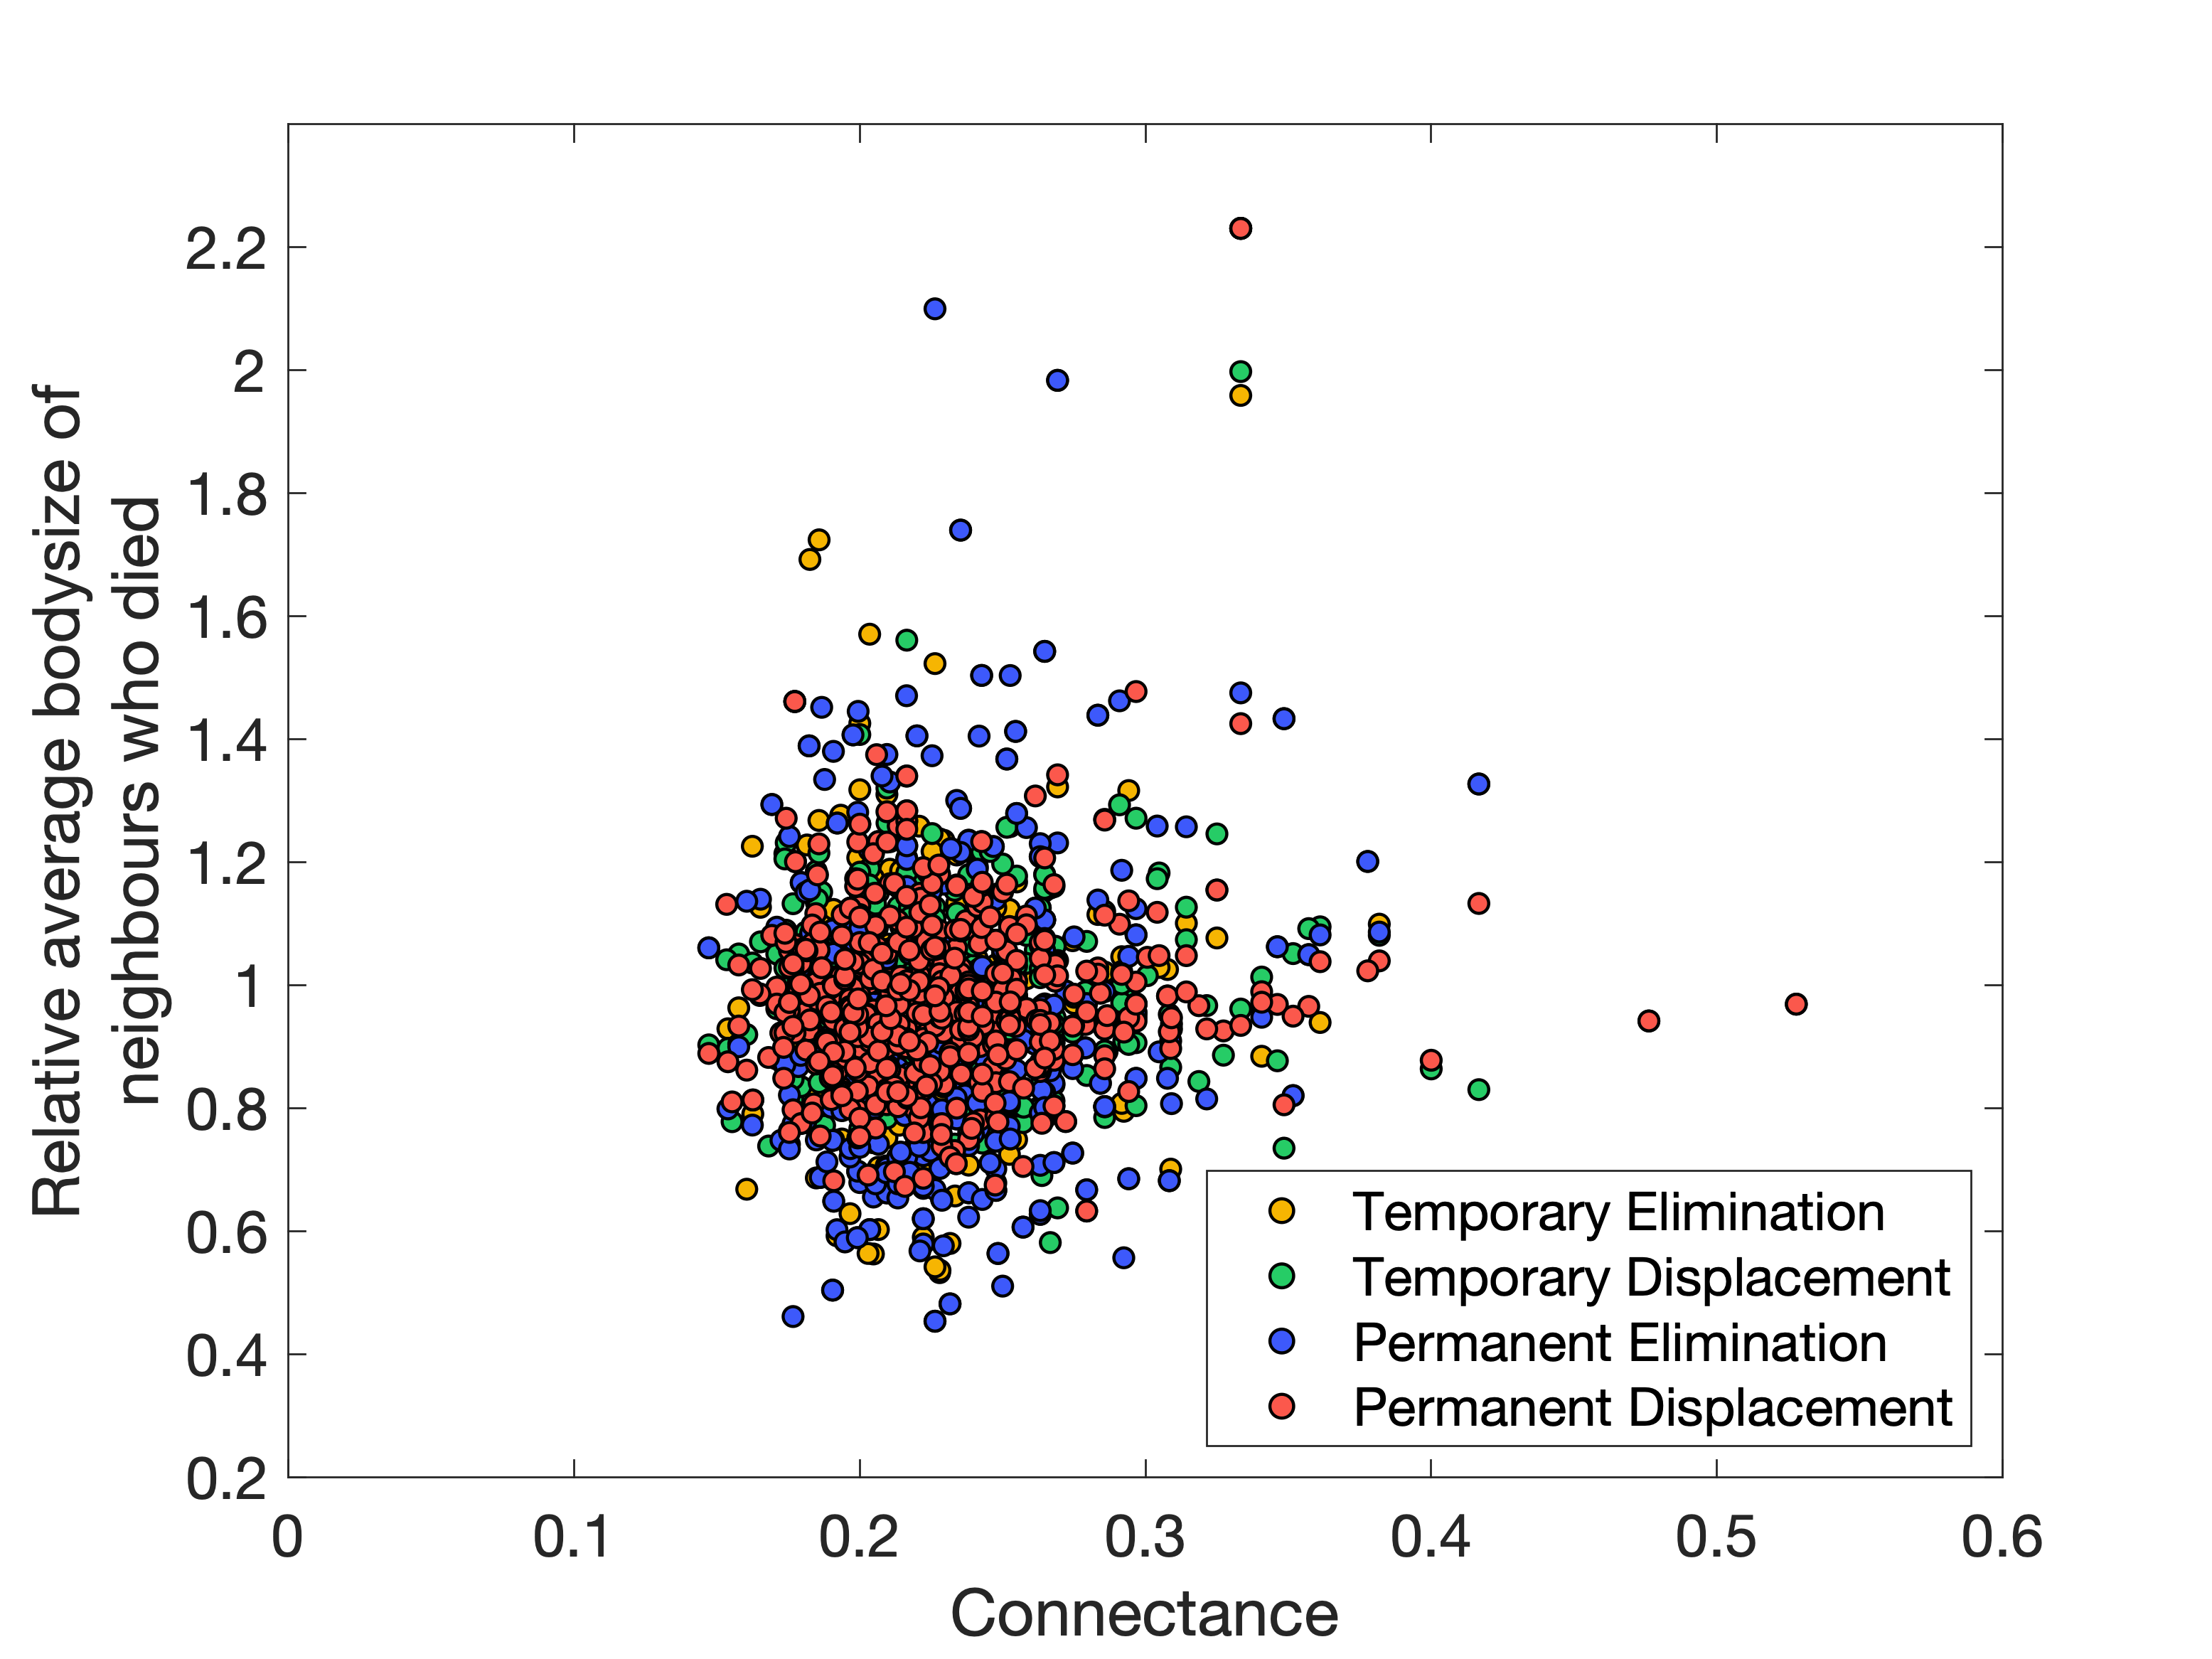 Relative average bodysize of
neighbours who died
2.2
2
1.8
1.6
1.4
1.2
1
0.8
0.6
0.4
0.2
0
0.1
0.2
0.3
0.4
0.5
0.6
Connectance
Temporary Elimination
Temporary Displacement
Permanent Elimination
Permanent Displacement